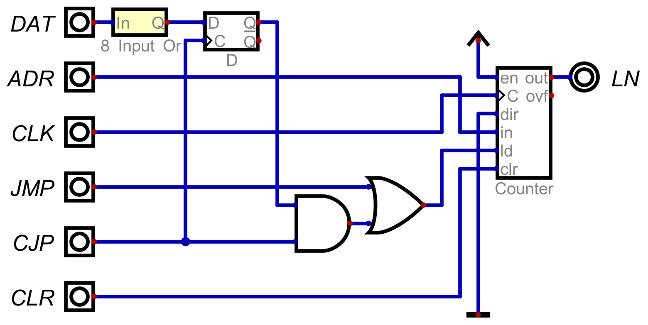 DAT
In Q
8 Input Or
D Q
C Q
D
ADR
CLK
JMP
CJP
CLR
en out
C ovf
dir
in
ld
clr
Counter
LN